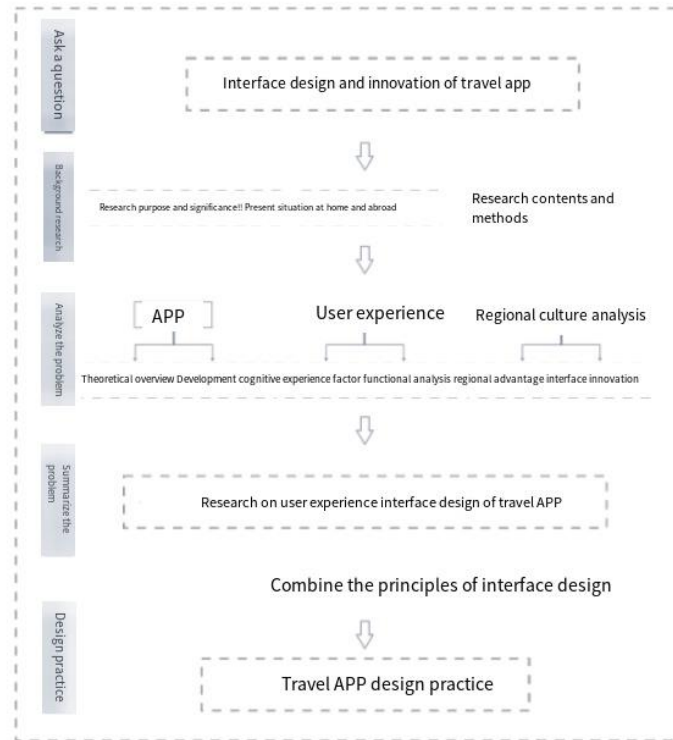 Ask a question
Interface design and innovation of travel app
Background research
Research purpose and significance!! Present situation at home and abroad
Research contents and
methods
Analyze the problem
APP
User experience
Regional culture analysis
Theoretical overview Development cognitive experience factor functional analysis regional advantage interface innovation
Summarize the
problem
Research on user experience interface design of travel APP
Combine the principles of interface design
Design practice
Travel APP design practice